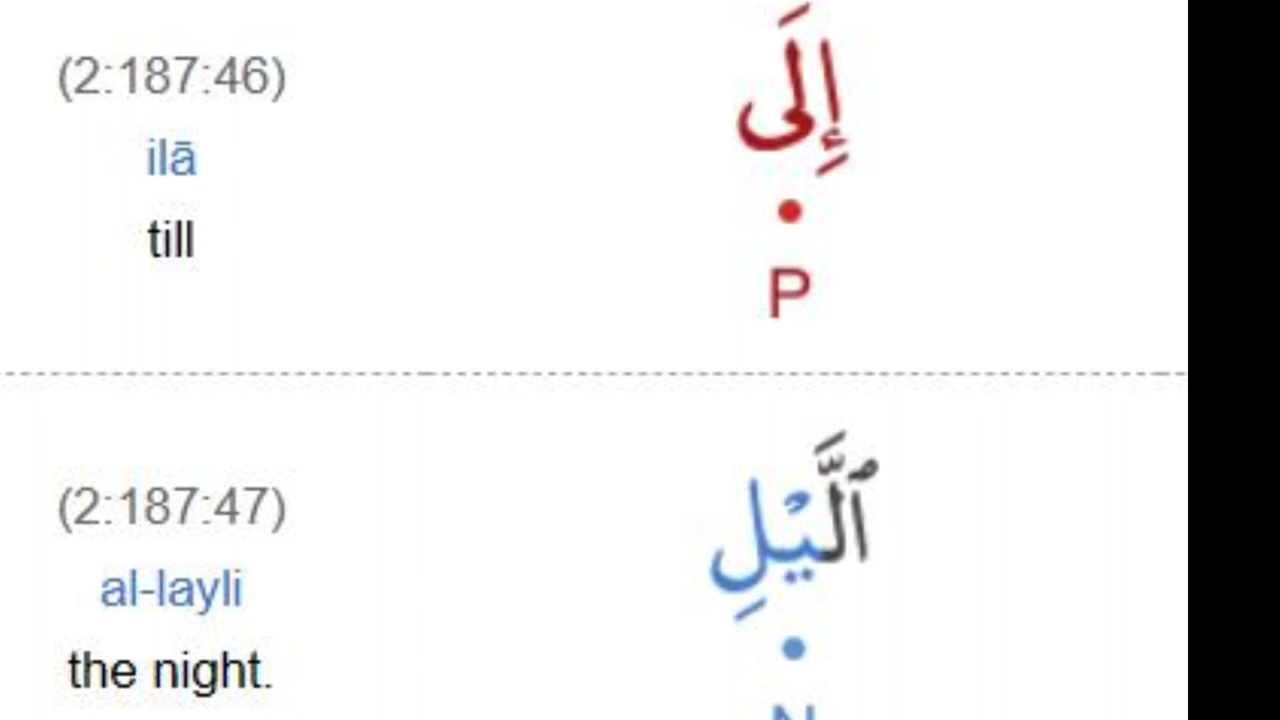 (2:187:46)
ilā
till
إِلَى
P
(2:187:47)
al-layli
the night.
ٱلَّيْلِ
N